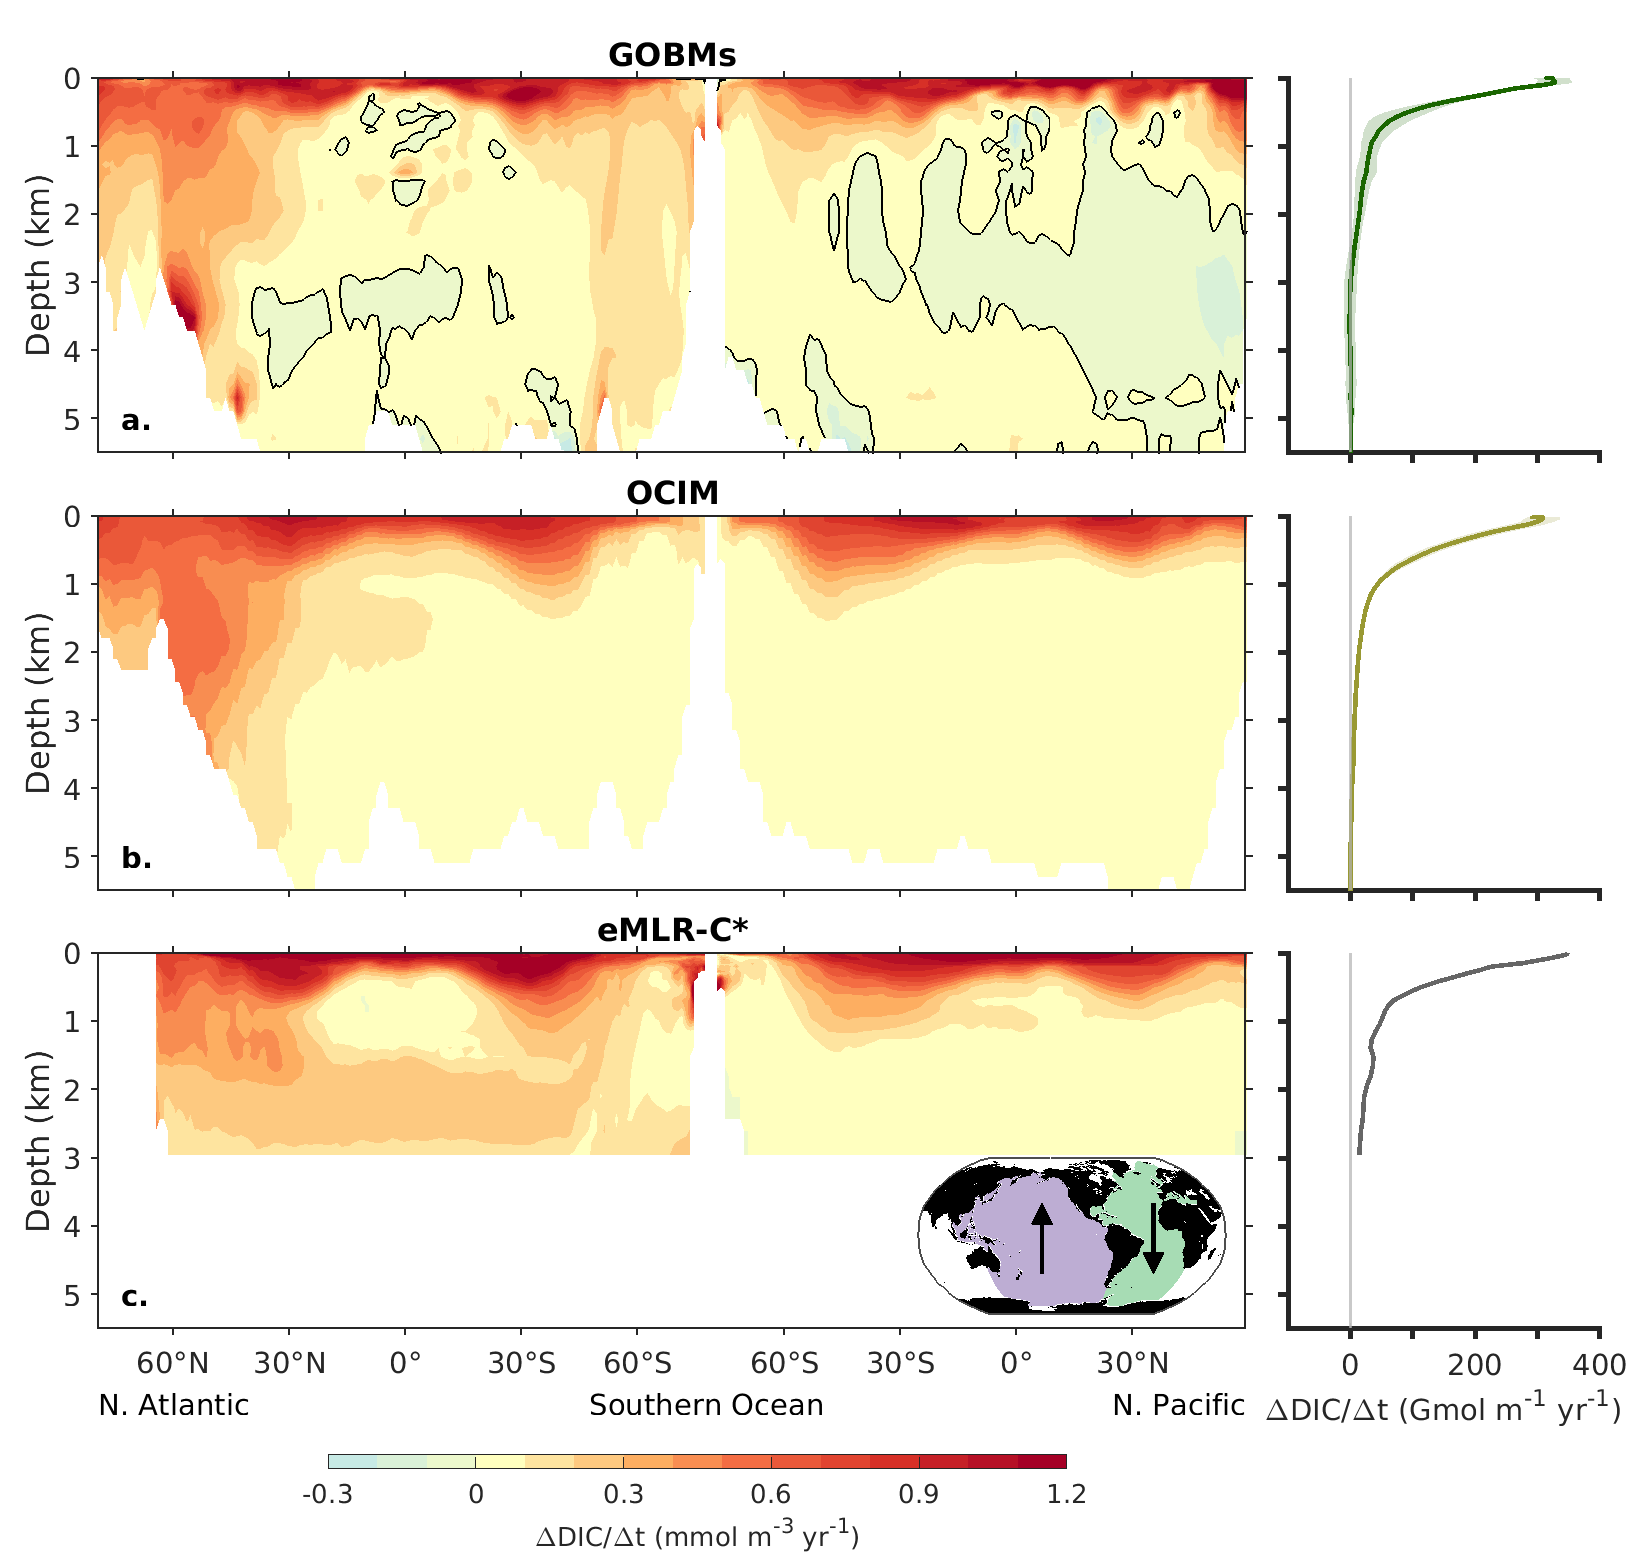 GOBMs
0
1
2
3
4
5
Depth (km)
a.
OCIM
0
1
2
3
4
5
Depth (km)
b.
eMLR-C*
0
1
2
3
4
5
Depth (km)
c.
60°N 30°N 0° 30°S 60°S 60°S 30°S 0° 30°N
0 200 400
N. Atlantic Southern Ocean N. Pacific
ΔDIC/Δt (Gmol m-1 yr-1)
-0.3 0 0.3 0.6 0.9 1.2
ΔDIC/Δt (mmol m-3 yr-1)